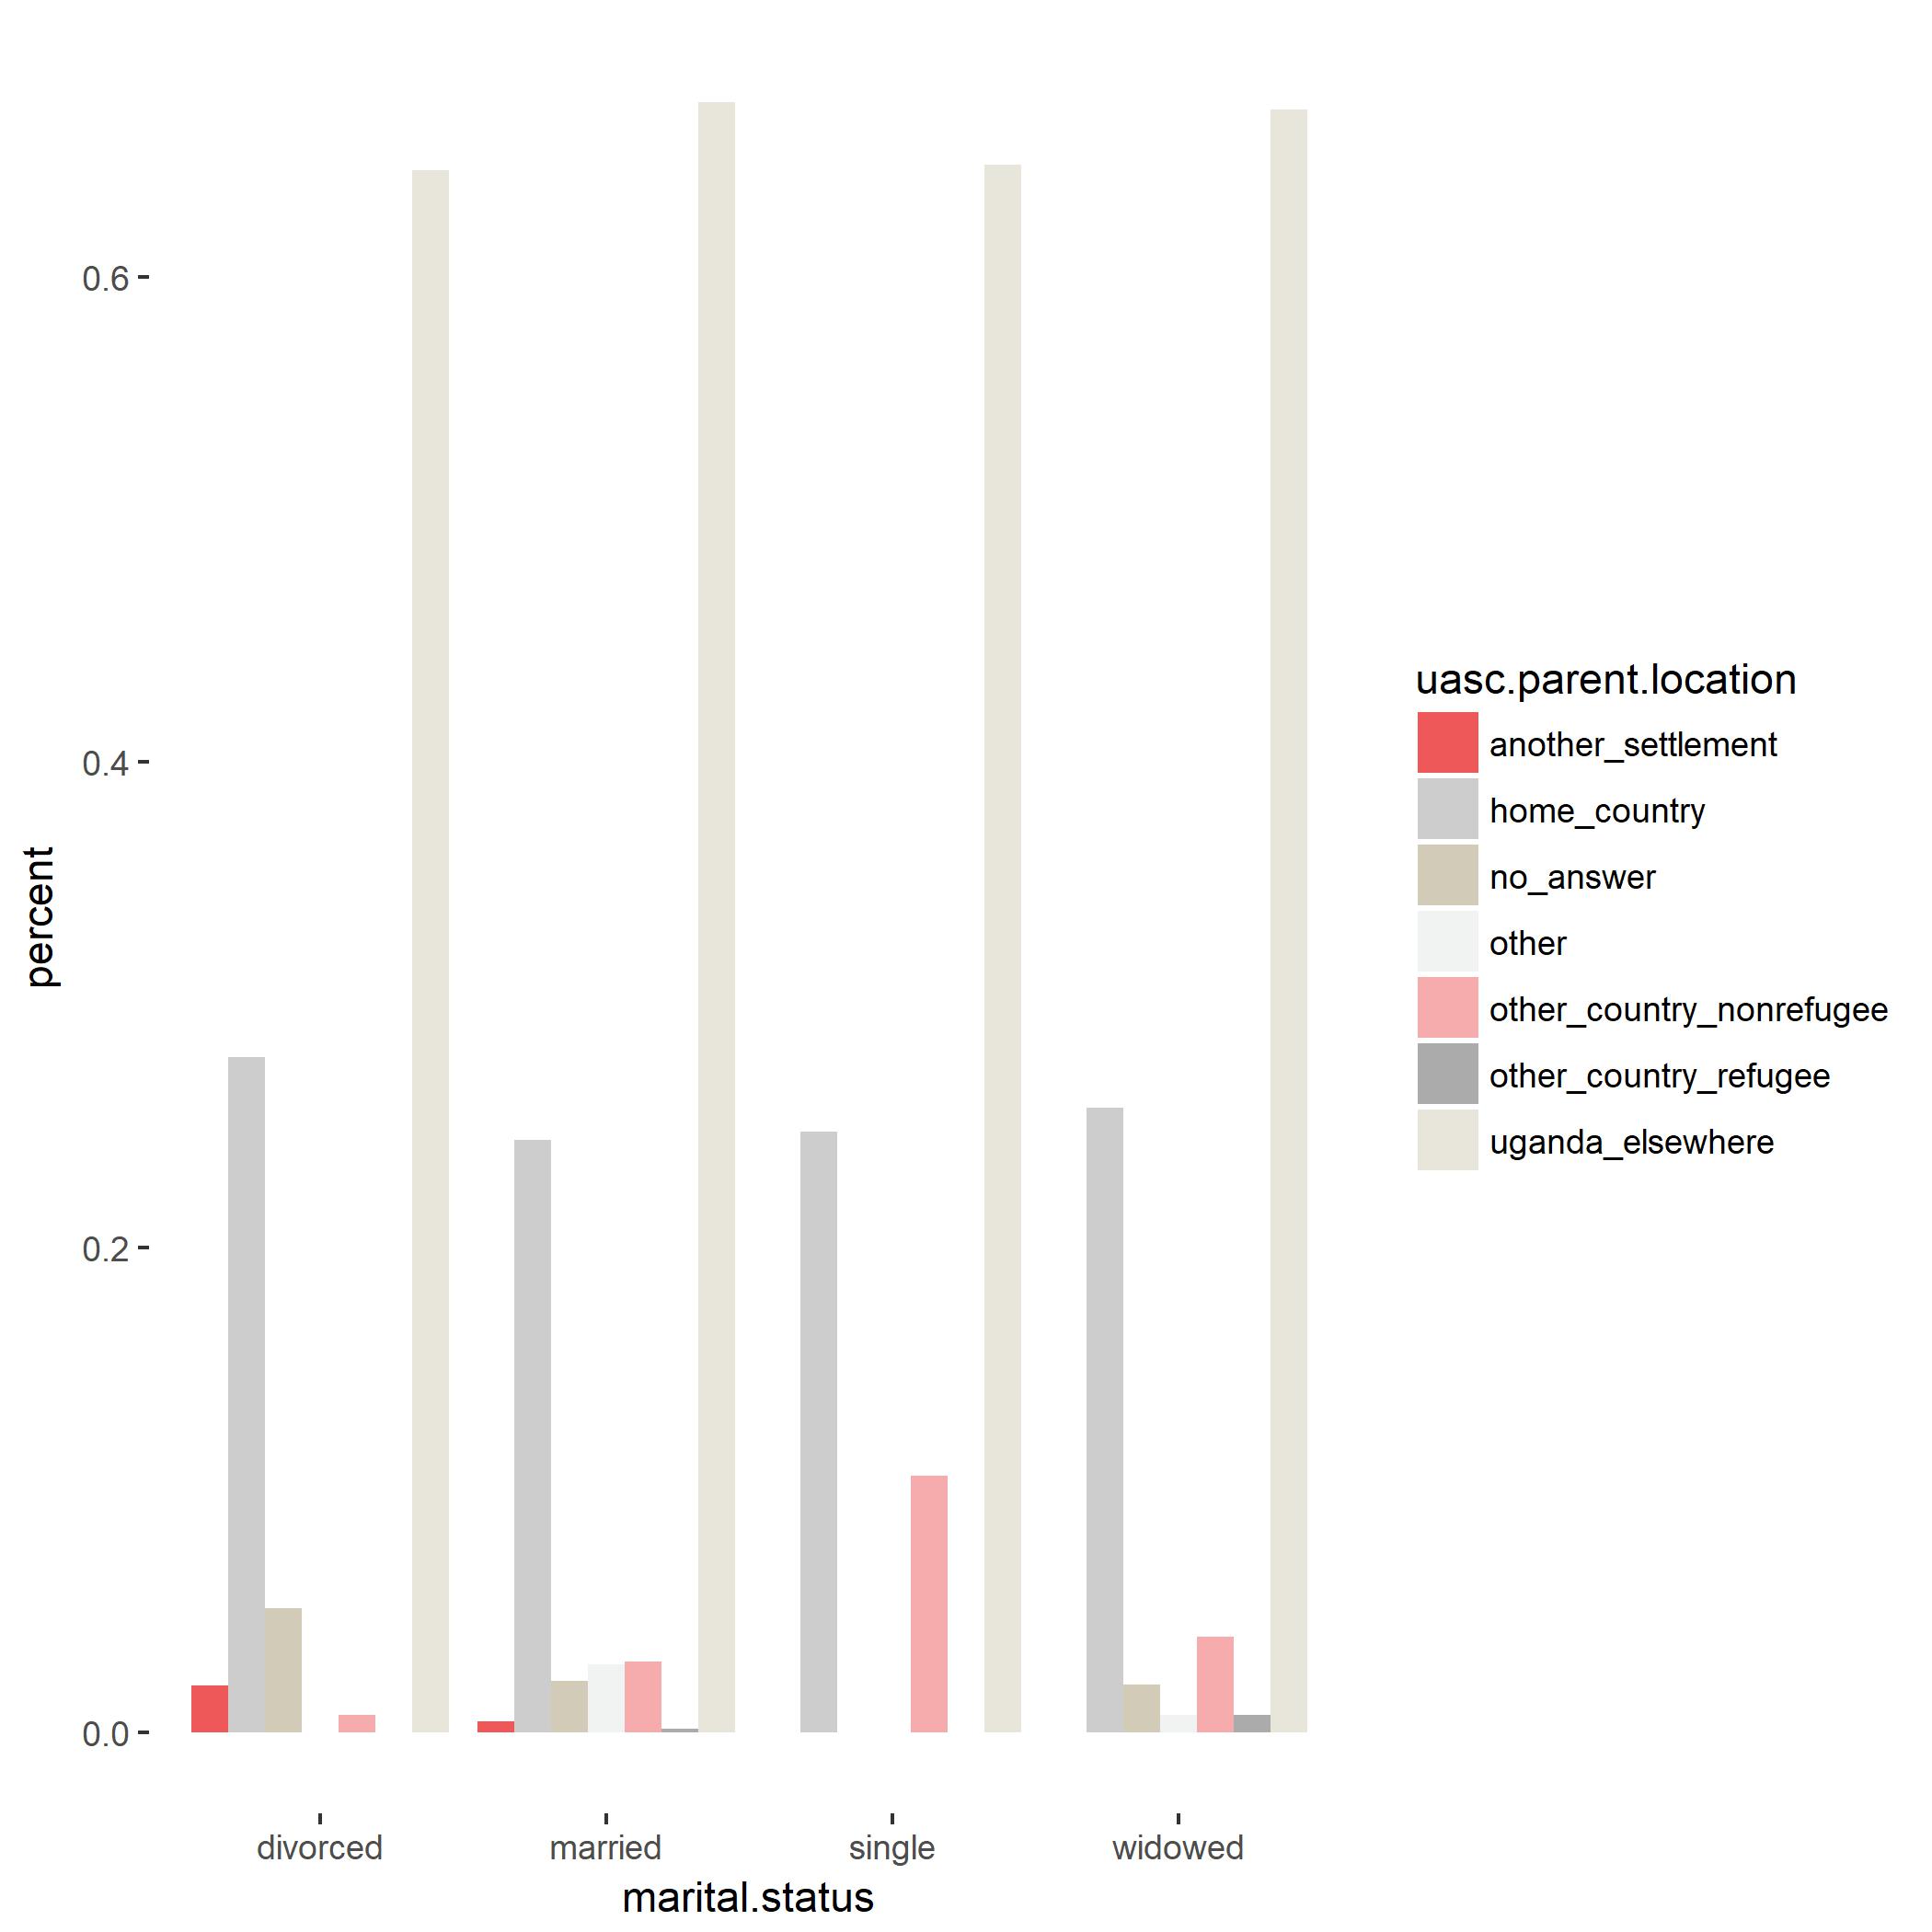 percent
0.6
0.4
0.2
0.0
divorced
married
single
widowed
marital.status
uasc.parent.location
another_settlement
home_country
no_answer
other
other_country_nonrefugee
other_country_refugee
uganda_elsewhere